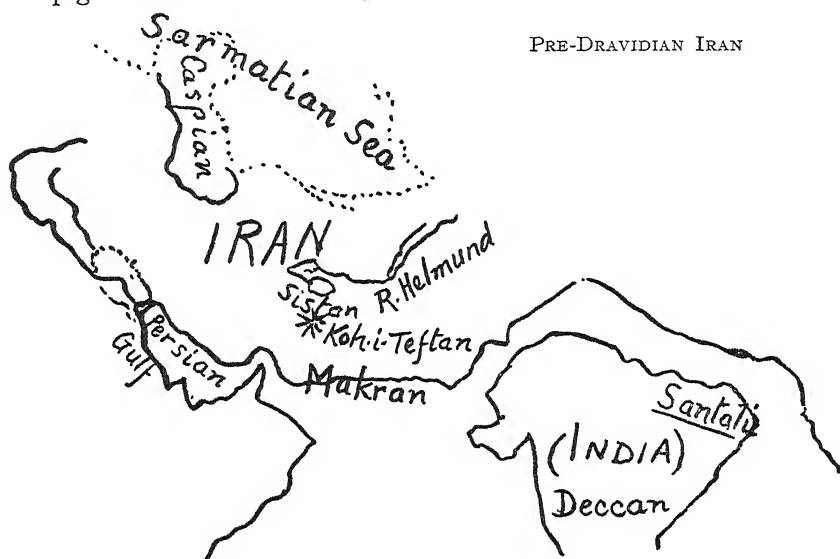 PRE-DRAVIDIAN IRAN
Sarmatian Sea
Caspian
IRAN
R. Helmund
Sistan
Koh-i-Teftan
Persian
Gulf
Makran
Santali
(INDIA)
Deccan